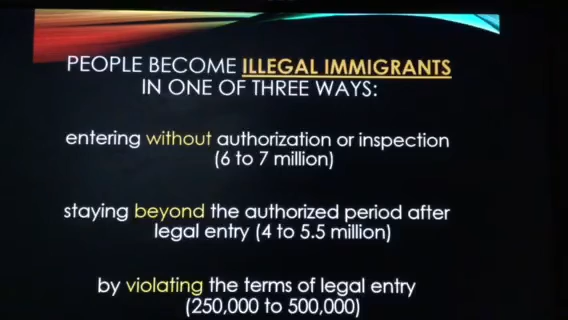 PEOPLE BECOME ILLEGAL IMMIGRANTS
IN ONE OF THREE WAYS:
entering without authorization or inspection
(6 to 7 million)
staying beyond the authorized period after
legal entry (4 to 5.5 million)
by violating the terms of legal entry
(250,000 to 500,000)